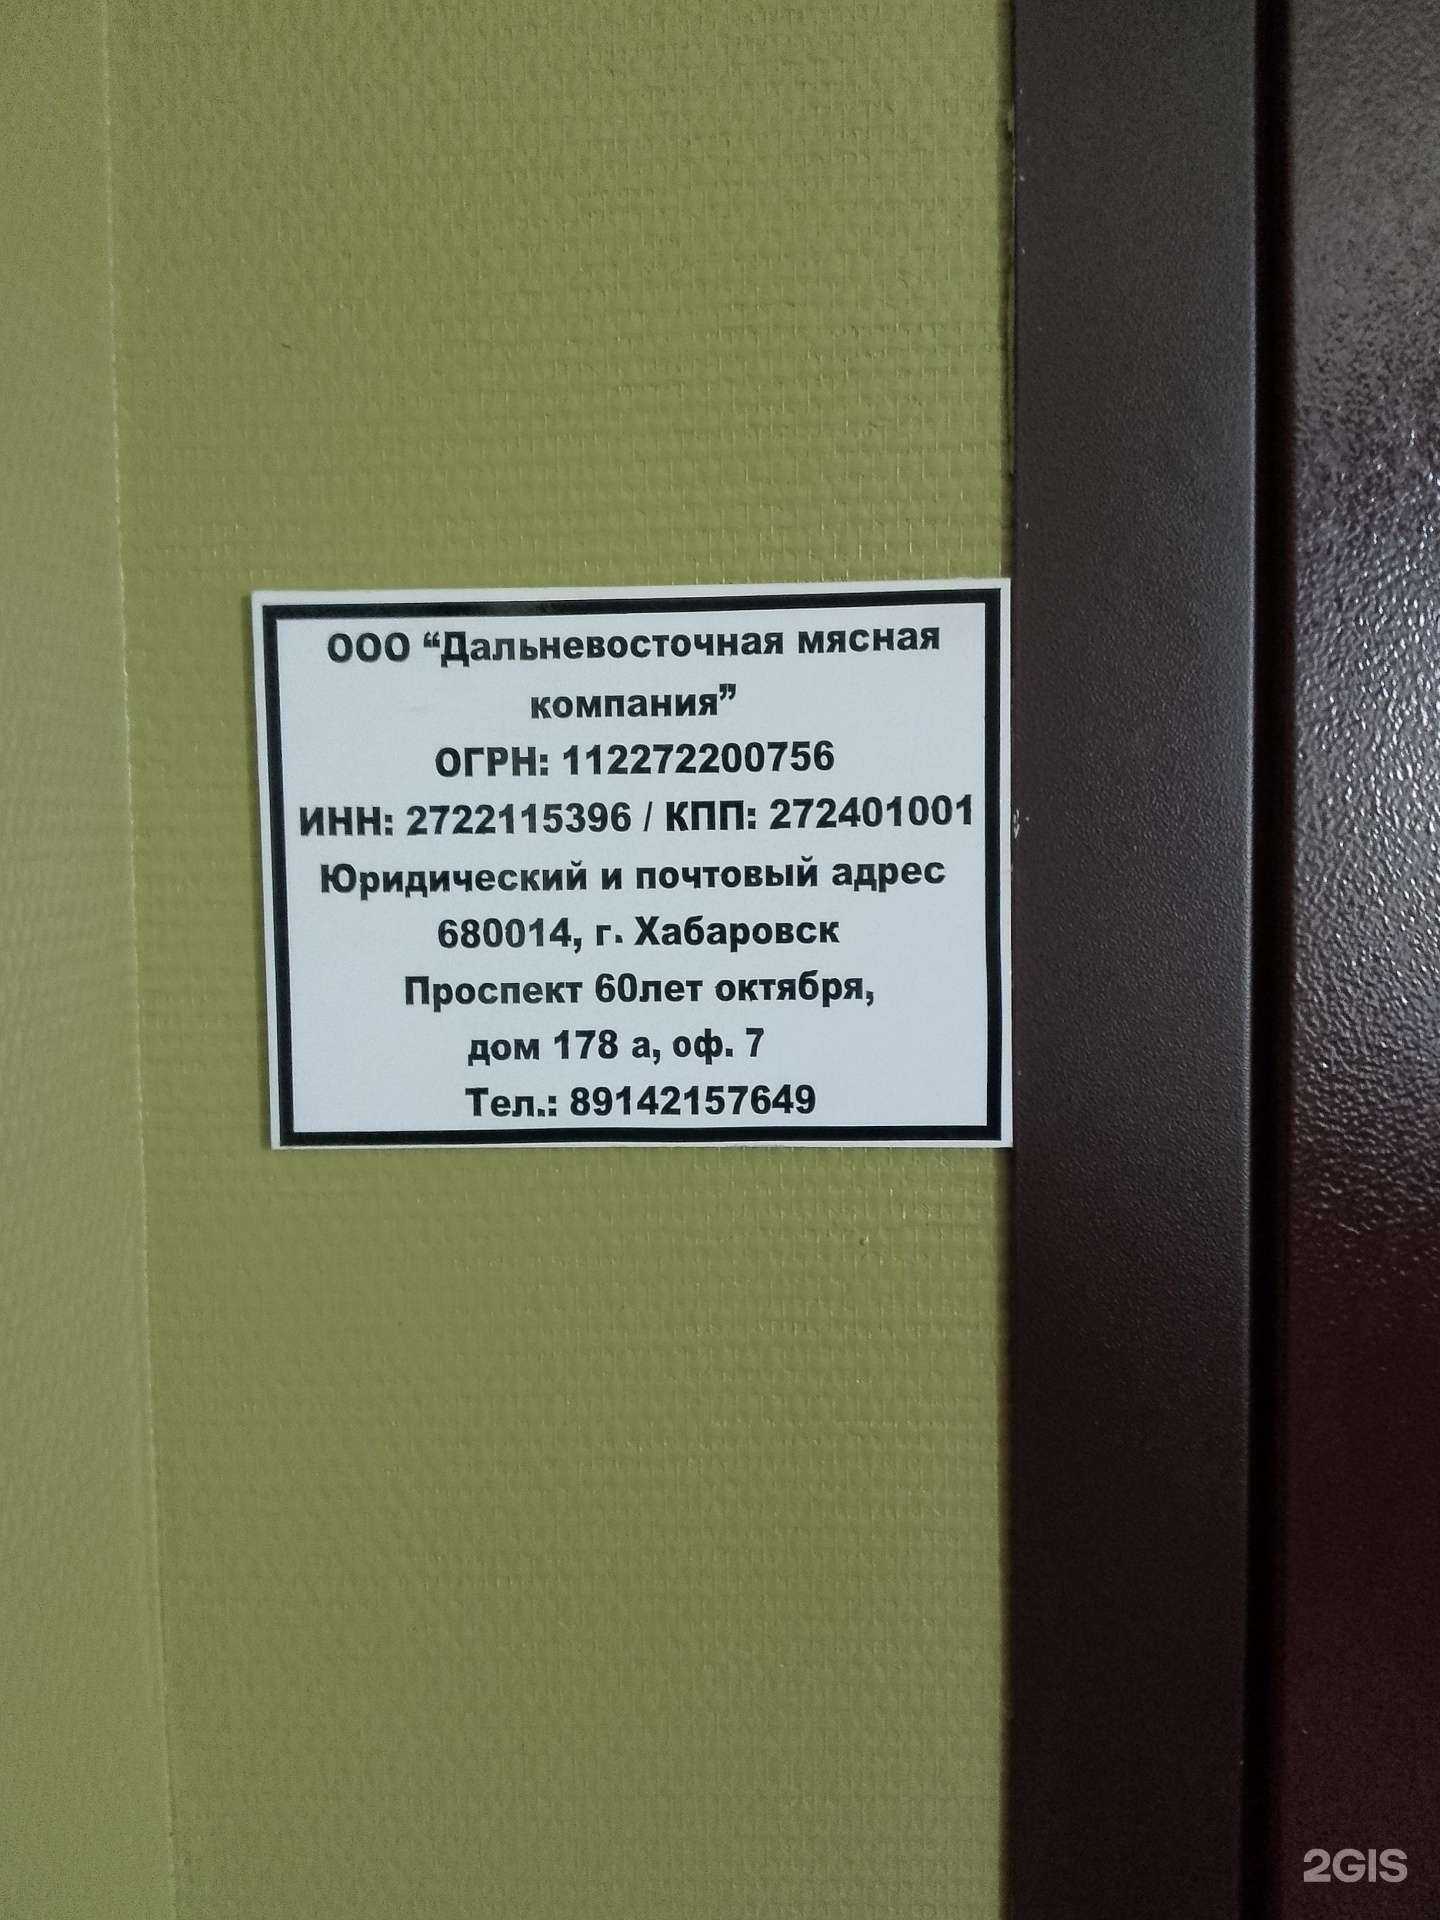 ООО “Дальневосточная мясная
компания”
ОГРН: 112272200756
ИНН: 2722115396 / КПП: 272401001
Юридический и почтовый адрес
680014, г. Хабаровск
Проспект 60лет октября,
дом 178 а, оф. 7
Тел.: 89142157649
2GIS